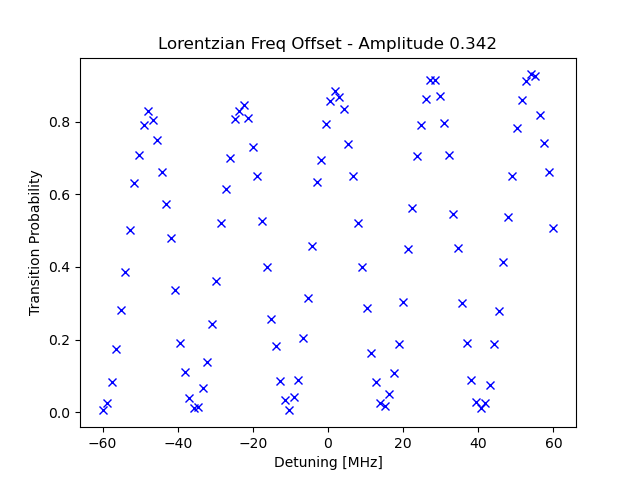 Lorentzian Freq Offset - Amplitude 0.342
Transition Probability
0.8
0.6
0.4
0.2
0.0
−60 −40 −20 0 20 40 60
Detuning [MHz]